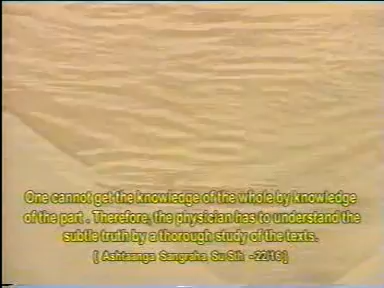 One cannot get the knowledge of the whole by knowledge
of the part . Therefore, the physician has to understand the
subtle truth by a thorough study of the texts.
[ Ashtaanga Sangraha Su Sth - 22/16 ]